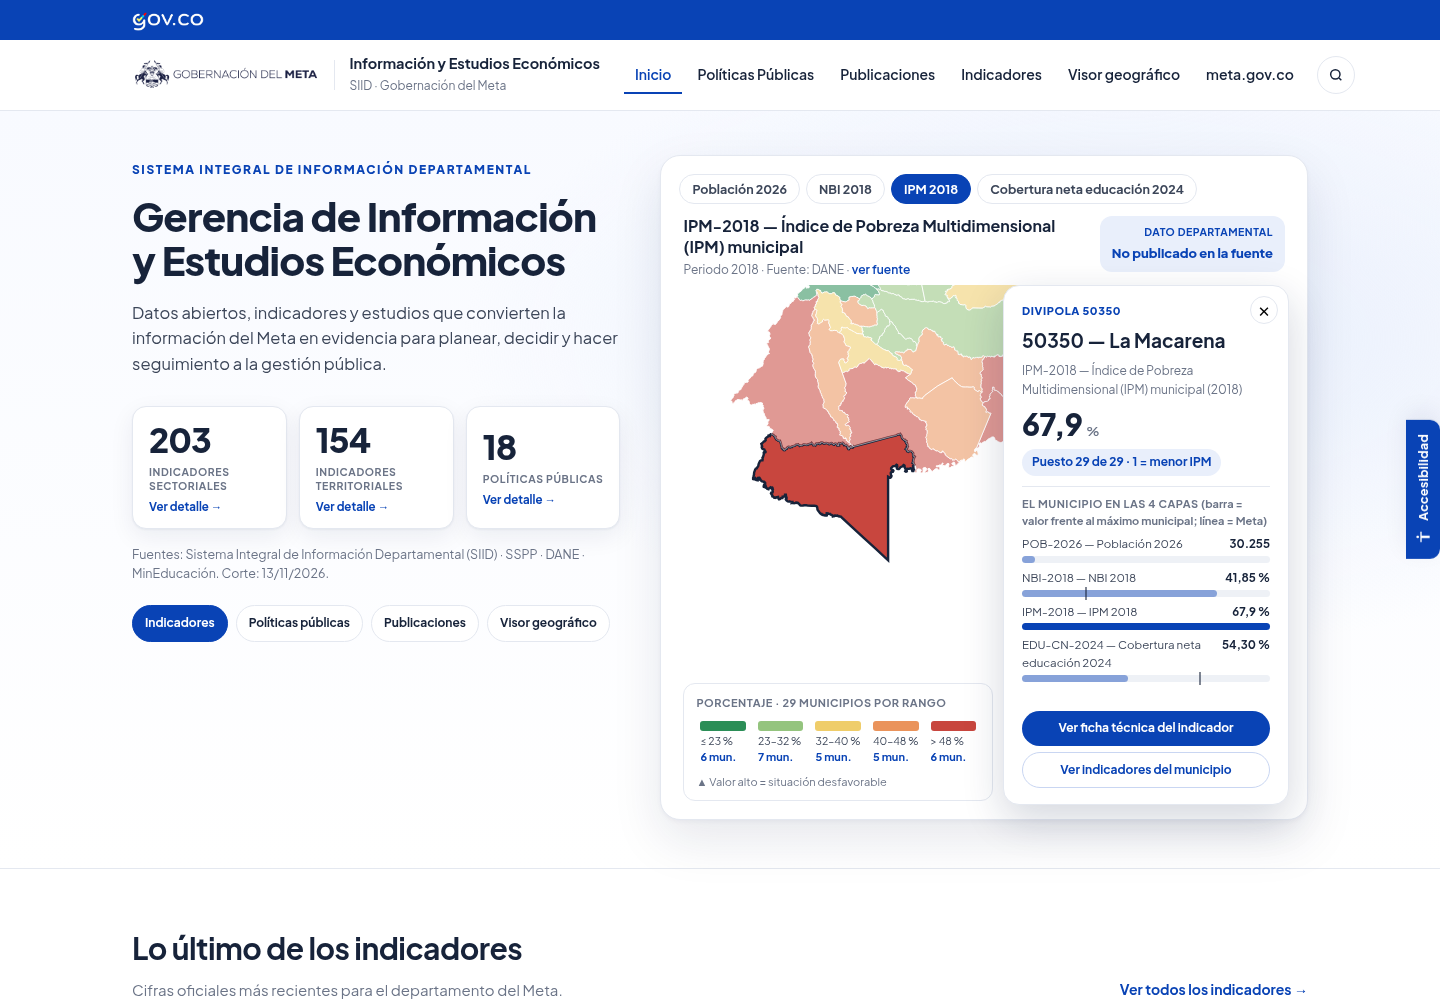 GOV.CO
GOBERNACIÓN DEL META
Información y Estudios Económicos
SIID · Gobernación del Meta
Inicio
Políticas Públicas
Publicaciones
Indicadores
Visor geográfico
meta.gov.co
SISTEMA INTEGRAL DE INFORMACIÓN DEPARTAMENTAL
Gerencia de Información
y Estudios Económicos
Datos abiertos, indicadores y estudios que convierten la
información del Meta en evidencia para planear, decidir y hacer
seguimiento a la gestión pública.
203
INDICADORES
SECTORIALES
Ver detalle →
154
INDICADORES
TERRITORIALES
Ver detalle →
18
POLÍTICAS PÚBLICAS
Ver detalle →
Fuentes: Sistema Integral de Información Departamental (SIID) · SSPP · DANE ·
MinEducación. Corte: 13/11/2026.
Indicadores
Políticas públicas
Publicaciones
Visor geográfico
Población 2026
NBI 2018
IPM 2018
Cobertura neta educación 2024
IPM-2018 — Índice de Pobreza Multidimensional
(IPM) municipal
Periodo 2018 · Fuente: DANE · ver fuente
DATO DEPARTAMENTAL
No publicado en la fuente
DIVIPOLA 50350
×
50350 — La Macarena
IPM-2018 — Índice de Pobreza
Multidimensional (IPM) municipal (2018)
67,9 %
Puesto 29 de 29 · 1 = menor IPM
EL MUNICIPIO EN LAS 4 CAPAS (barra =
valor frente al máximo municipal; línea = Meta)
POB-2026 — Población 2026 30.255
NBI-2018 — NBI 2018 41,85 %
IPM-2018 — IPM 2018 67,9 %
EDU-CN-2024 — Cobertura neta 54,30 %
educación 2024
Ver ficha técnica del indicador
Ver indicadores del municipio
PORCENTAJE · 29 MUNICIPIOS POR RANGO
≤ 23 % 23–32 % 32–40 % 40–48 % > 48 %
6 mun. 7 mun. 5 mun. 5 mun. 6 mun.
▲ Valor alto = situación desfavorable
Accesibilidad
Lo último de los indicadores
Cifras oficiales más recientes para el departamento del Meta.
Ver todos los indicadores →